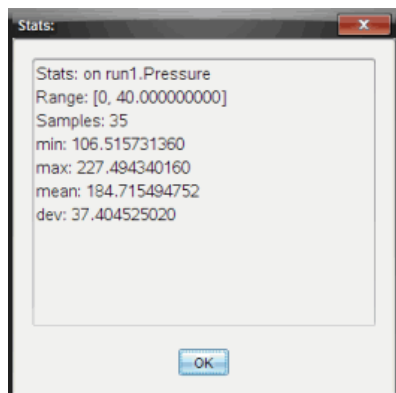 Stats:
Stats: on run1.Pressure
Range: [0, 40.000000000]
Samples: 35
min: 106.515731360
max: 227.494340160
mean: 184.715494752
dev: 37.404525020
OK